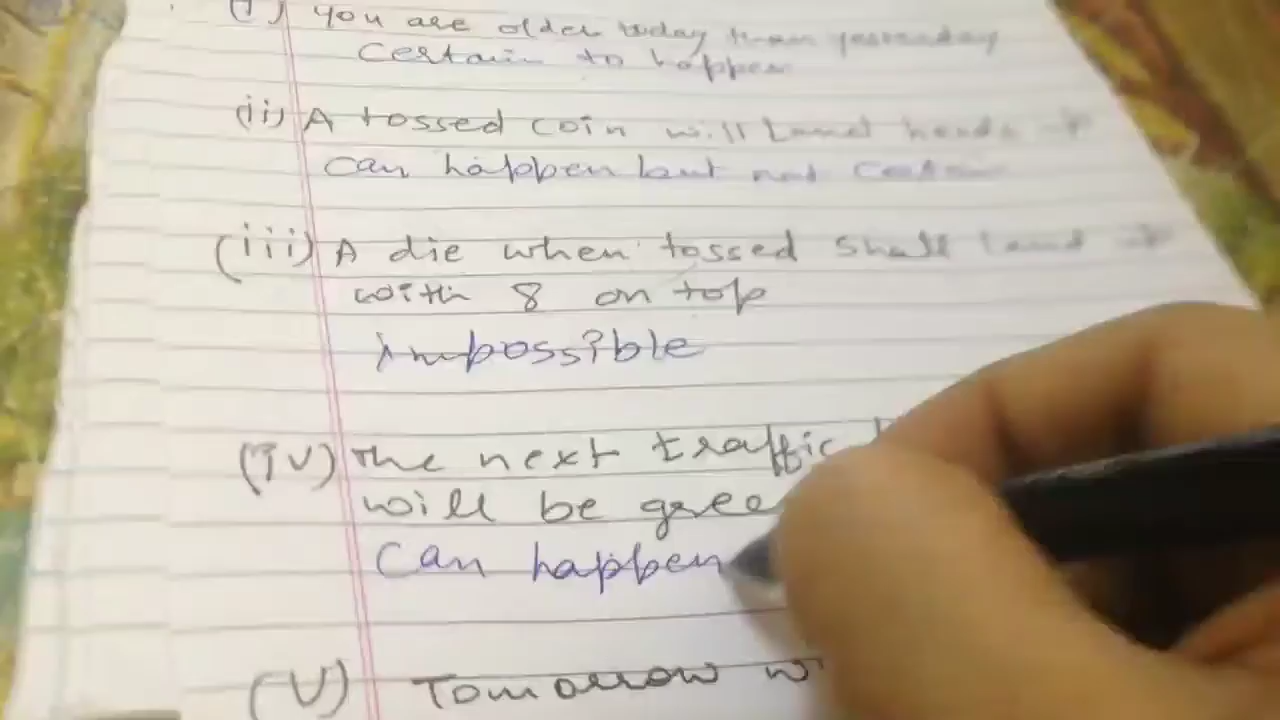 (i) you are older today than yesterday
Certain to happen
(ii) A tossed coin will Land heads
can happen but not certain
(iii) A die when tossed shall land
with 8 on top
impossible
(iv) The next traffic
will be gree
Can happen
(V) Tomorrow